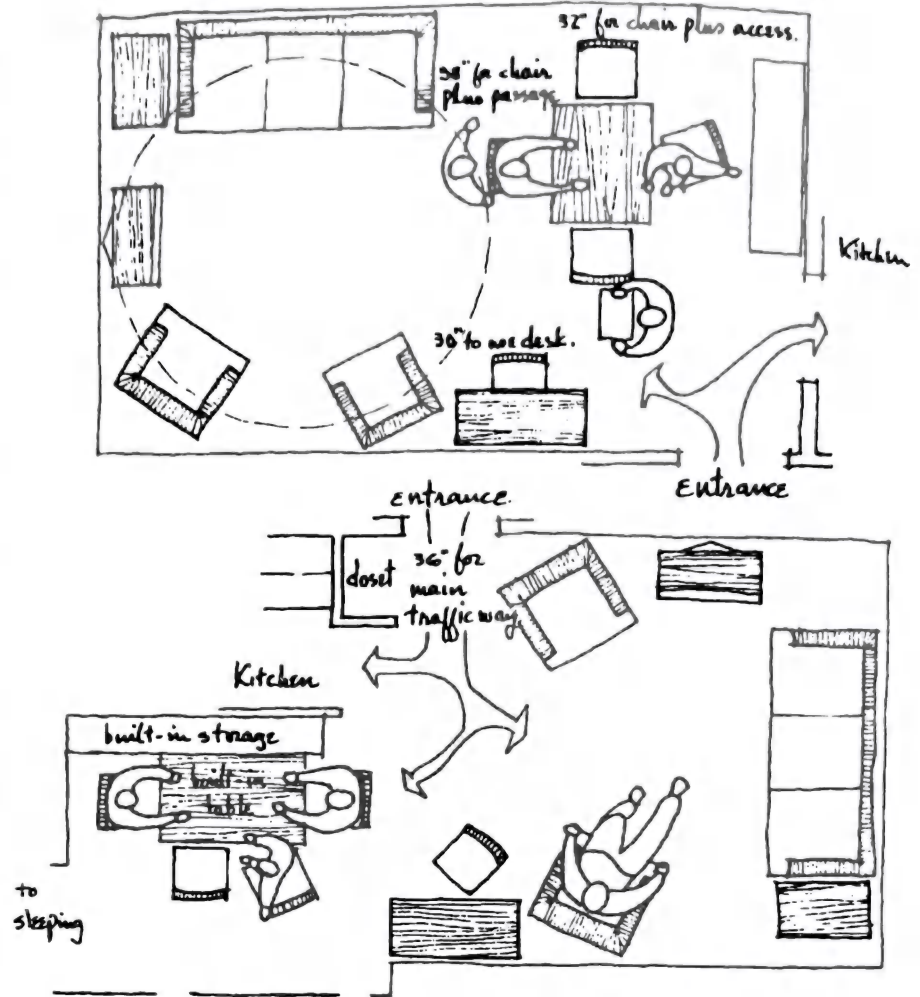 32" for chair plus access.
38" for chair
plus passage
Kitchen
30" to use desk.
Entrance
Entrance.
closet
36" for
main
traffic way.
Kitchen
built-in storage
built-in
table
to
sleeping